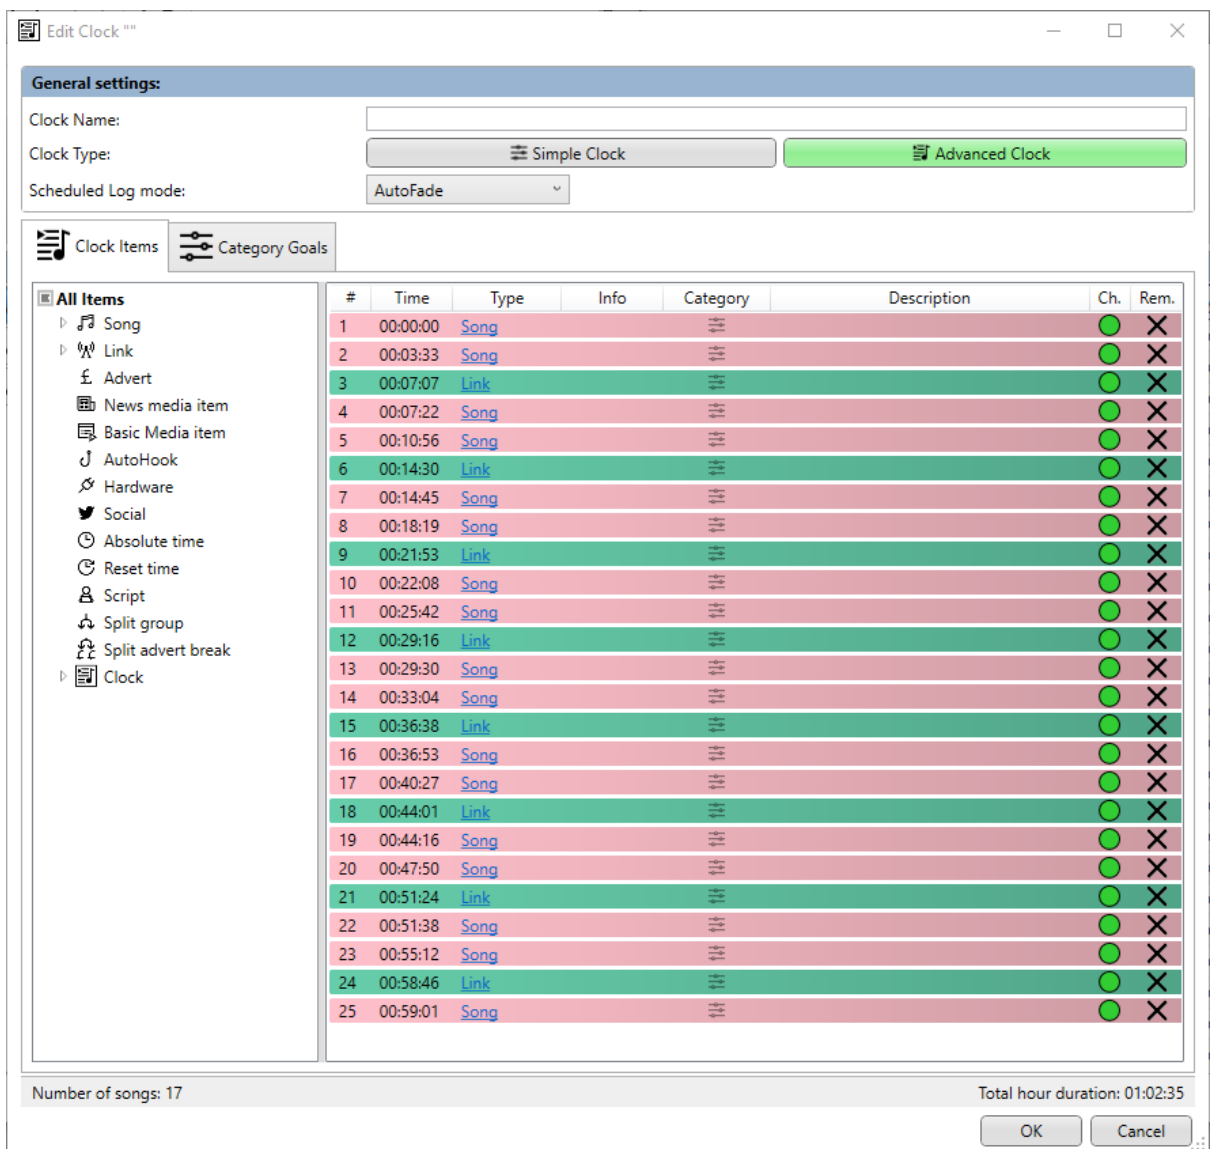 Edit Clock ""
General settings:
Clock Name:
Clock Type: Simple Clock Advanced Clock
Scheduled Log mode: AutoFade
Clock Items Category Goals
All Items
Song
Link
£ Advert
News media item
Basic Media item
AutoHook
Hardware
Social
Absolute time
Reset time
Script
Split group
Split advert break
Clock
# Time Type Info Category Description Ch. Rem.
1 00:00:00 Song
2 00:03:33 Song
3 00:07:07 Link
4 00:07:22 Song
5 00:10:56 Song
6 00:14:30 Link
7 00:14:45 Song
8 00:18:19 Song
9 00:21:53 Link
10 00:22:08 Song
11 00:25:42 Song
12 00:29:16 Link
13 00:29:30 Song
14 00:33:04 Song
15 00:36:38 Link
16 00:36:53 Song
17 00:40:27 Song
18 00:44:01 Link
19 00:44:16 Song
20 00:47:50 Song
21 00:51:24 Link
22 00:51:38 Song
23 00:55:12 Song
24 00:58:46 Link
25 00:59:01 Song
Number of songs: 17 Total hour duration: 01:02:35
OK Cancel